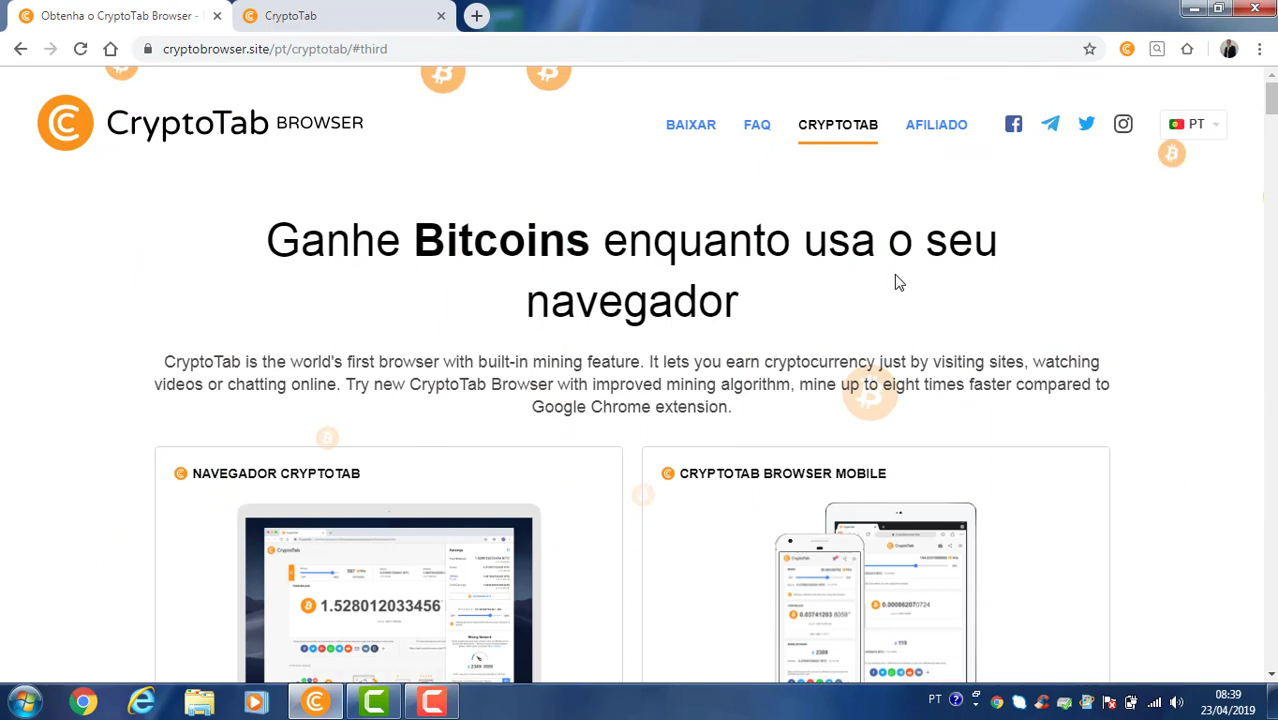 Obtenha o CryptoTab Browser -
CryptoTab
cryptobrowser.site/pt/cryptotab/#third
CryptoTab BROWSER
BAIXAR
FAQ
CRYPTOTAB
AFILIADO
PT
Ganhe Bitcoins enquanto usa o seu
navegador
CryptoTab is the world's first browser with built-in mining feature. It lets you earn cryptocurrency just by visiting sites, watching
videos or chatting online. Try new CryptoTab Browser with improved mining algorithm, mine up to eight times faster compared to
Google Chrome extension.
NAVEGADOR CRYPTOTAB
CRYPTOTAB BROWSER MOBILE
CryptoTab
1.528012033456
PT
08:39
23/04/2019